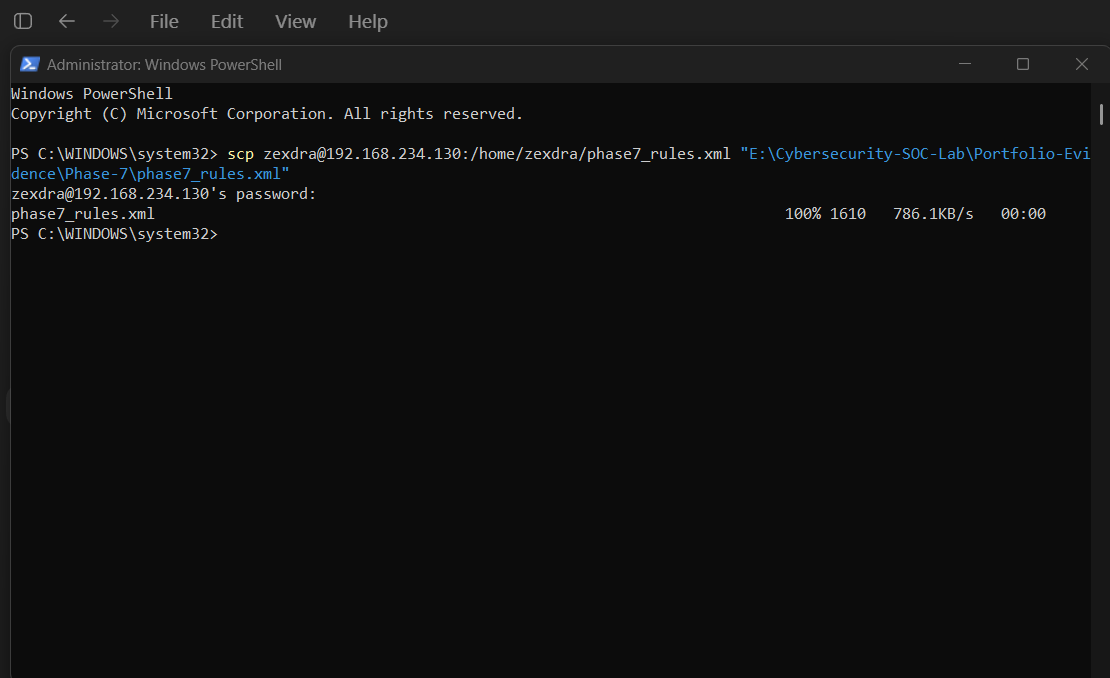 File Edit View Help
Administrator: Windows PowerShell
Windows PowerShell
Copyright (C) Microsoft Corporation. All rights reserved.
PS C:\WINDOWS\system32> scp zexdra@192.168.234.130:/home/zexdra/phase7_rules.xml "E:\Cybersecurity-SOC-Lab\Portfolio-Evi
dence\Phase-7\phase7_rules.xml"
zexdra@192.168.234.130's password:
phase7_rules.xml 100% 1610 786.1KB/s 00:00
PS C:\WINDOWS\system32>